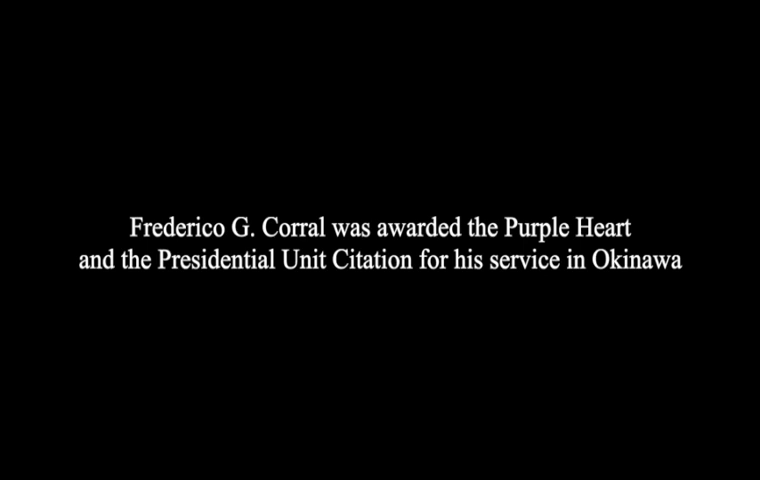 Frederico G. Corral was awarded the Purple Heart
and the Presidential Unit Citation for his service in Okinawa